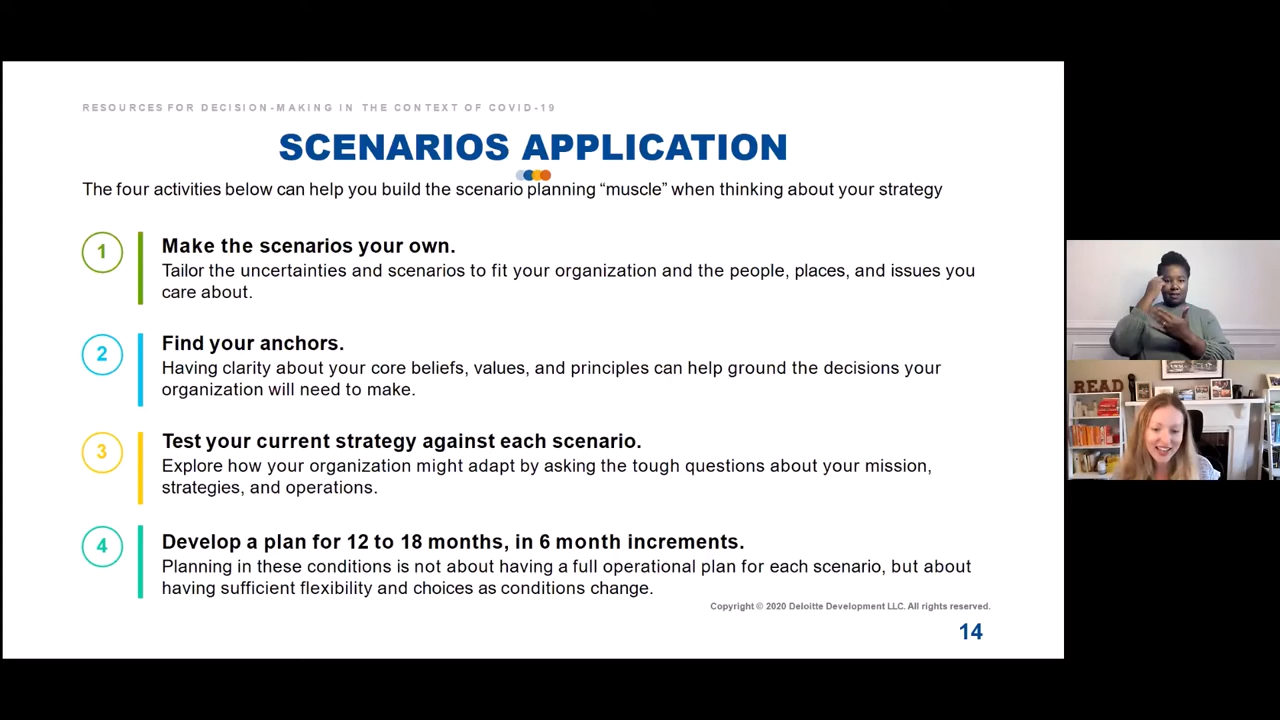 RESOURCES FOR DECISION-MAKING IN THE CONTEXT OF COVID-19
SCENARIOS APPLICATION
The four activities below can help you build the scenario planning “muscle” when thinking about your strategy
1
Make the scenarios your own.
Tailor the uncertainties and scenarios to fit your organization and the people, places, and issues you
care about.
2
Find your anchors.
Having clarity about your core beliefs, values, and principles can help ground the decisions your
organization will need to make.
3
Test your current strategy against each scenario.
Explore how your organization might adapt by asking the tough questions about your mission,
strategies, and operations.
4
Develop a plan for 12 to 18 months, in 6 month increments.
Planning in these conditions is not about having a full operational plan for each scenario, but about
having sufficient flexibility and choices as conditions change.
Copyright © 2020 Deloitte Development LLC. All rights reserved.
14
READ